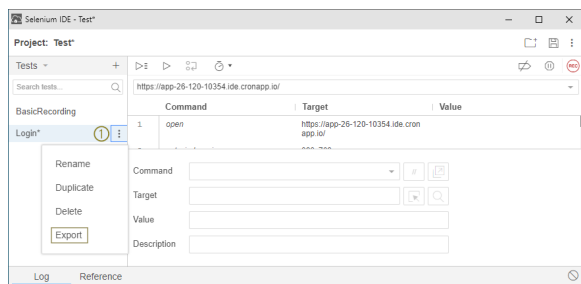 Selenium IDE - Test*
Project: Test*
Tests
Search tests...
https://app-26-120-10354.ide.cronapp.io/
Command Target Value
BasicRecording
1 open https://app-26-120-10354.ide.cron
app.io/
Login* 1
Rename
Duplicate
Delete
Export
Command
//
Target
Value
Description
Log Reference
REC